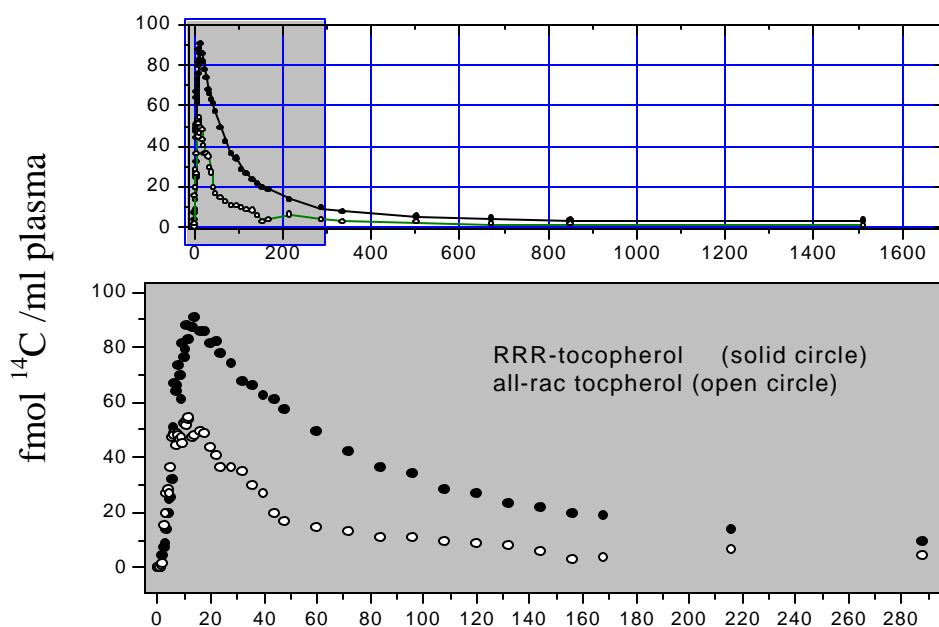 100
80
60
40
20
0
0 200 400 600 800 1000 1200 1400 1600
fmol ¹⁴C /ml plasma
100
80
60
40
20
0
RRR-tocopherol (solid circle)
all-rac tocpherol (open circle)
0 20 40 60 80 100 120 140 160 180 200 220 240 260 280